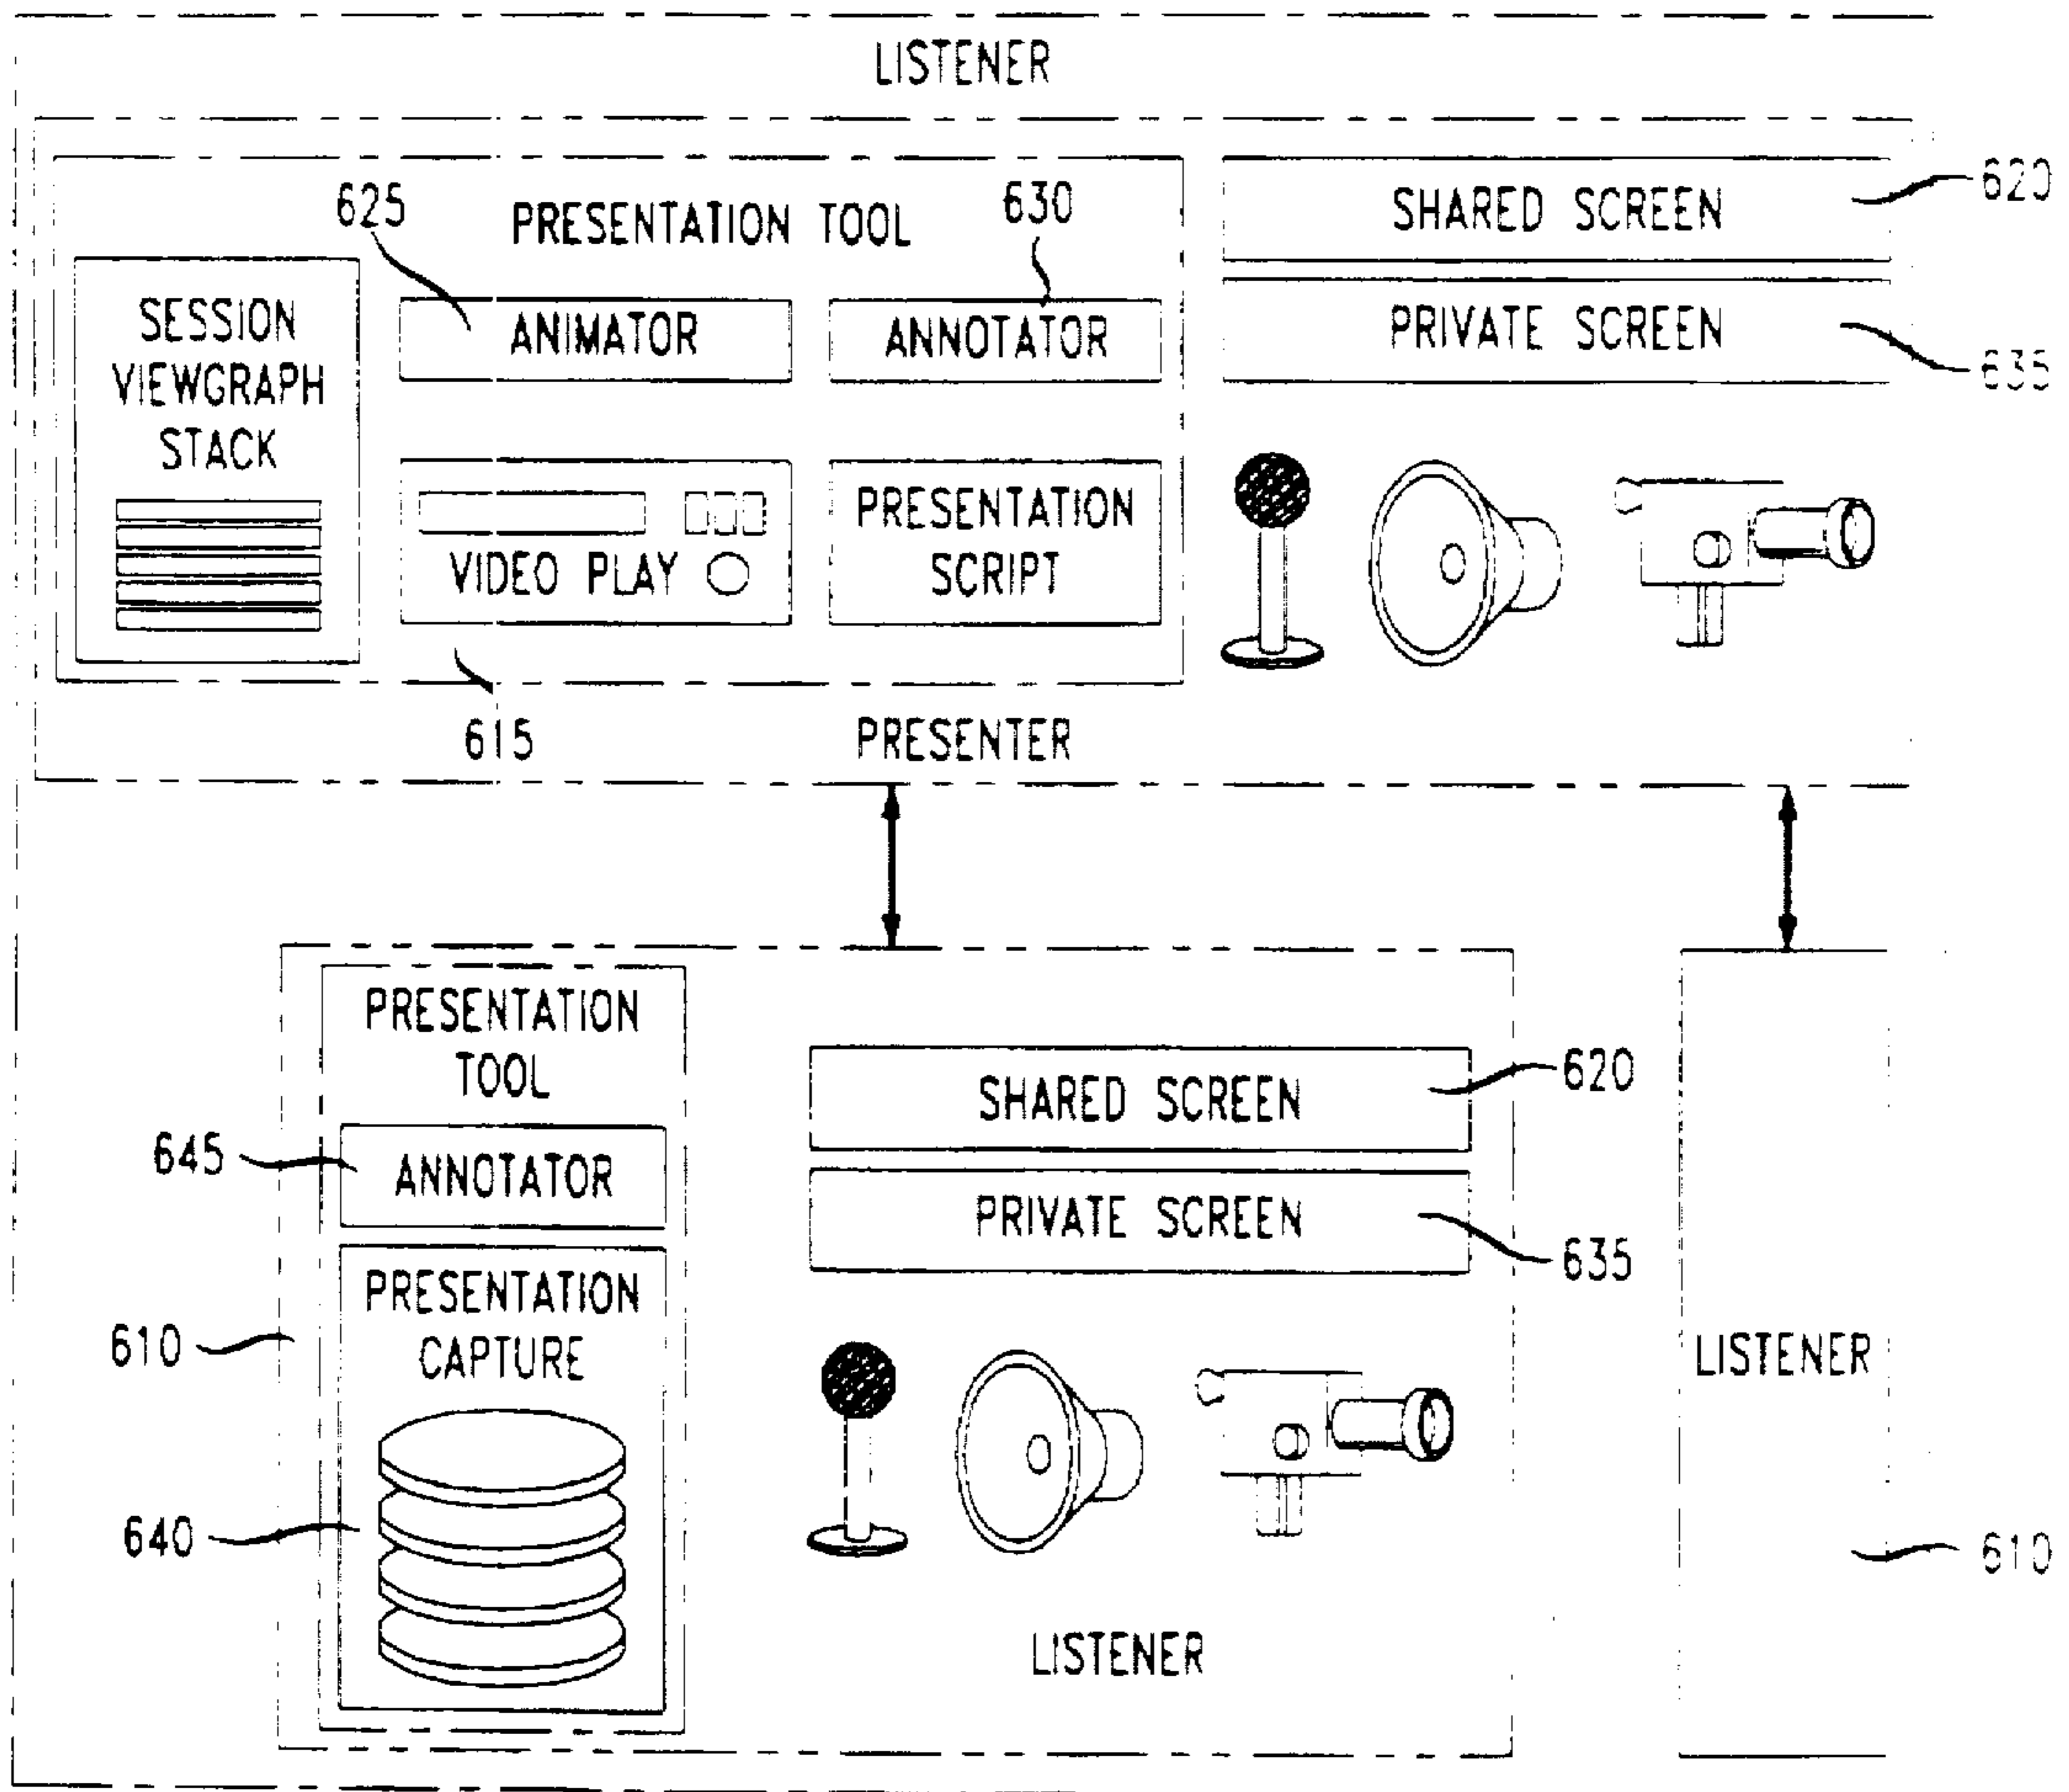 LISTENER
625
PRESENTATION TOOL
630
SHARED SCREEN
620
SESSION
VIEWGRAPH
STACK
ANIMATOR
ANNOTATOR
PRIVATE SCREEN
635
VIDEO PLAY
PRESENTATION
SCRIPT
615
PRESENTER
PRESENTATION
TOOL
645
ANNOTATOR
SHARED SCREEN
620
PRIVATE SCREEN
635
610
PRESENTATION
CAPTURE
640
LISTENER
LISTENER
610